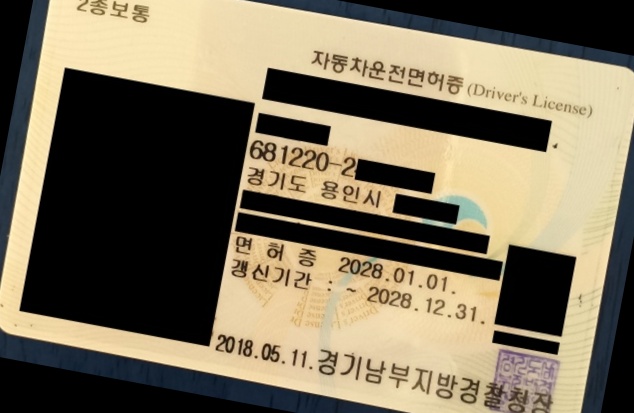 2종보통
자동차운전면허증(Driver's License)
681220-2
경기도 용인시
면 허 증 2028.01.01.
갱신기간 : ~ 2028.12.31.
2018.05.11.경기남부지방경찰청장